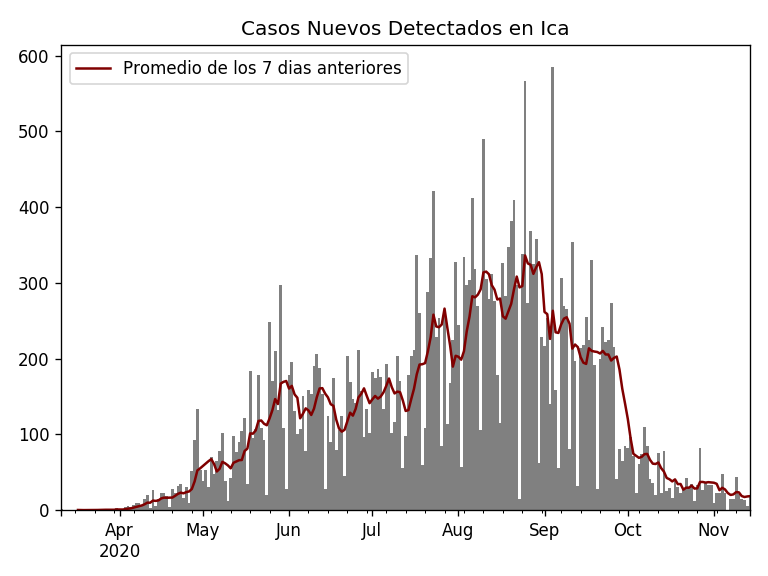 Casos Nuevos Detectados en Ica
Promedio de los 7 dias anteriores
600
500
400
300
200
100
0
Apr May Jun Jul Aug Sep Oct Nov
2020